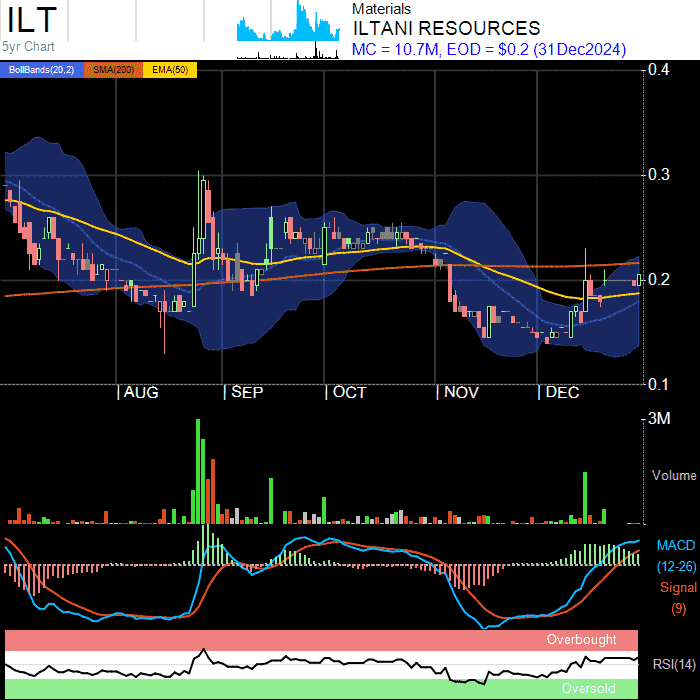 ILT
5yr Chart
Materials
ILTANI RESOURCES
MC = 10.7M, EOD = $0.2 (31Dec2024)
BollBands(20,2) SMA(200) EMA(50)
0.4
0.3
0.2
0.1
AUG SEP OCT NOV DEC
3M
Volume
MACD
(12-26)
Signal
(9)
Overbought
RSI(14)
Oversold